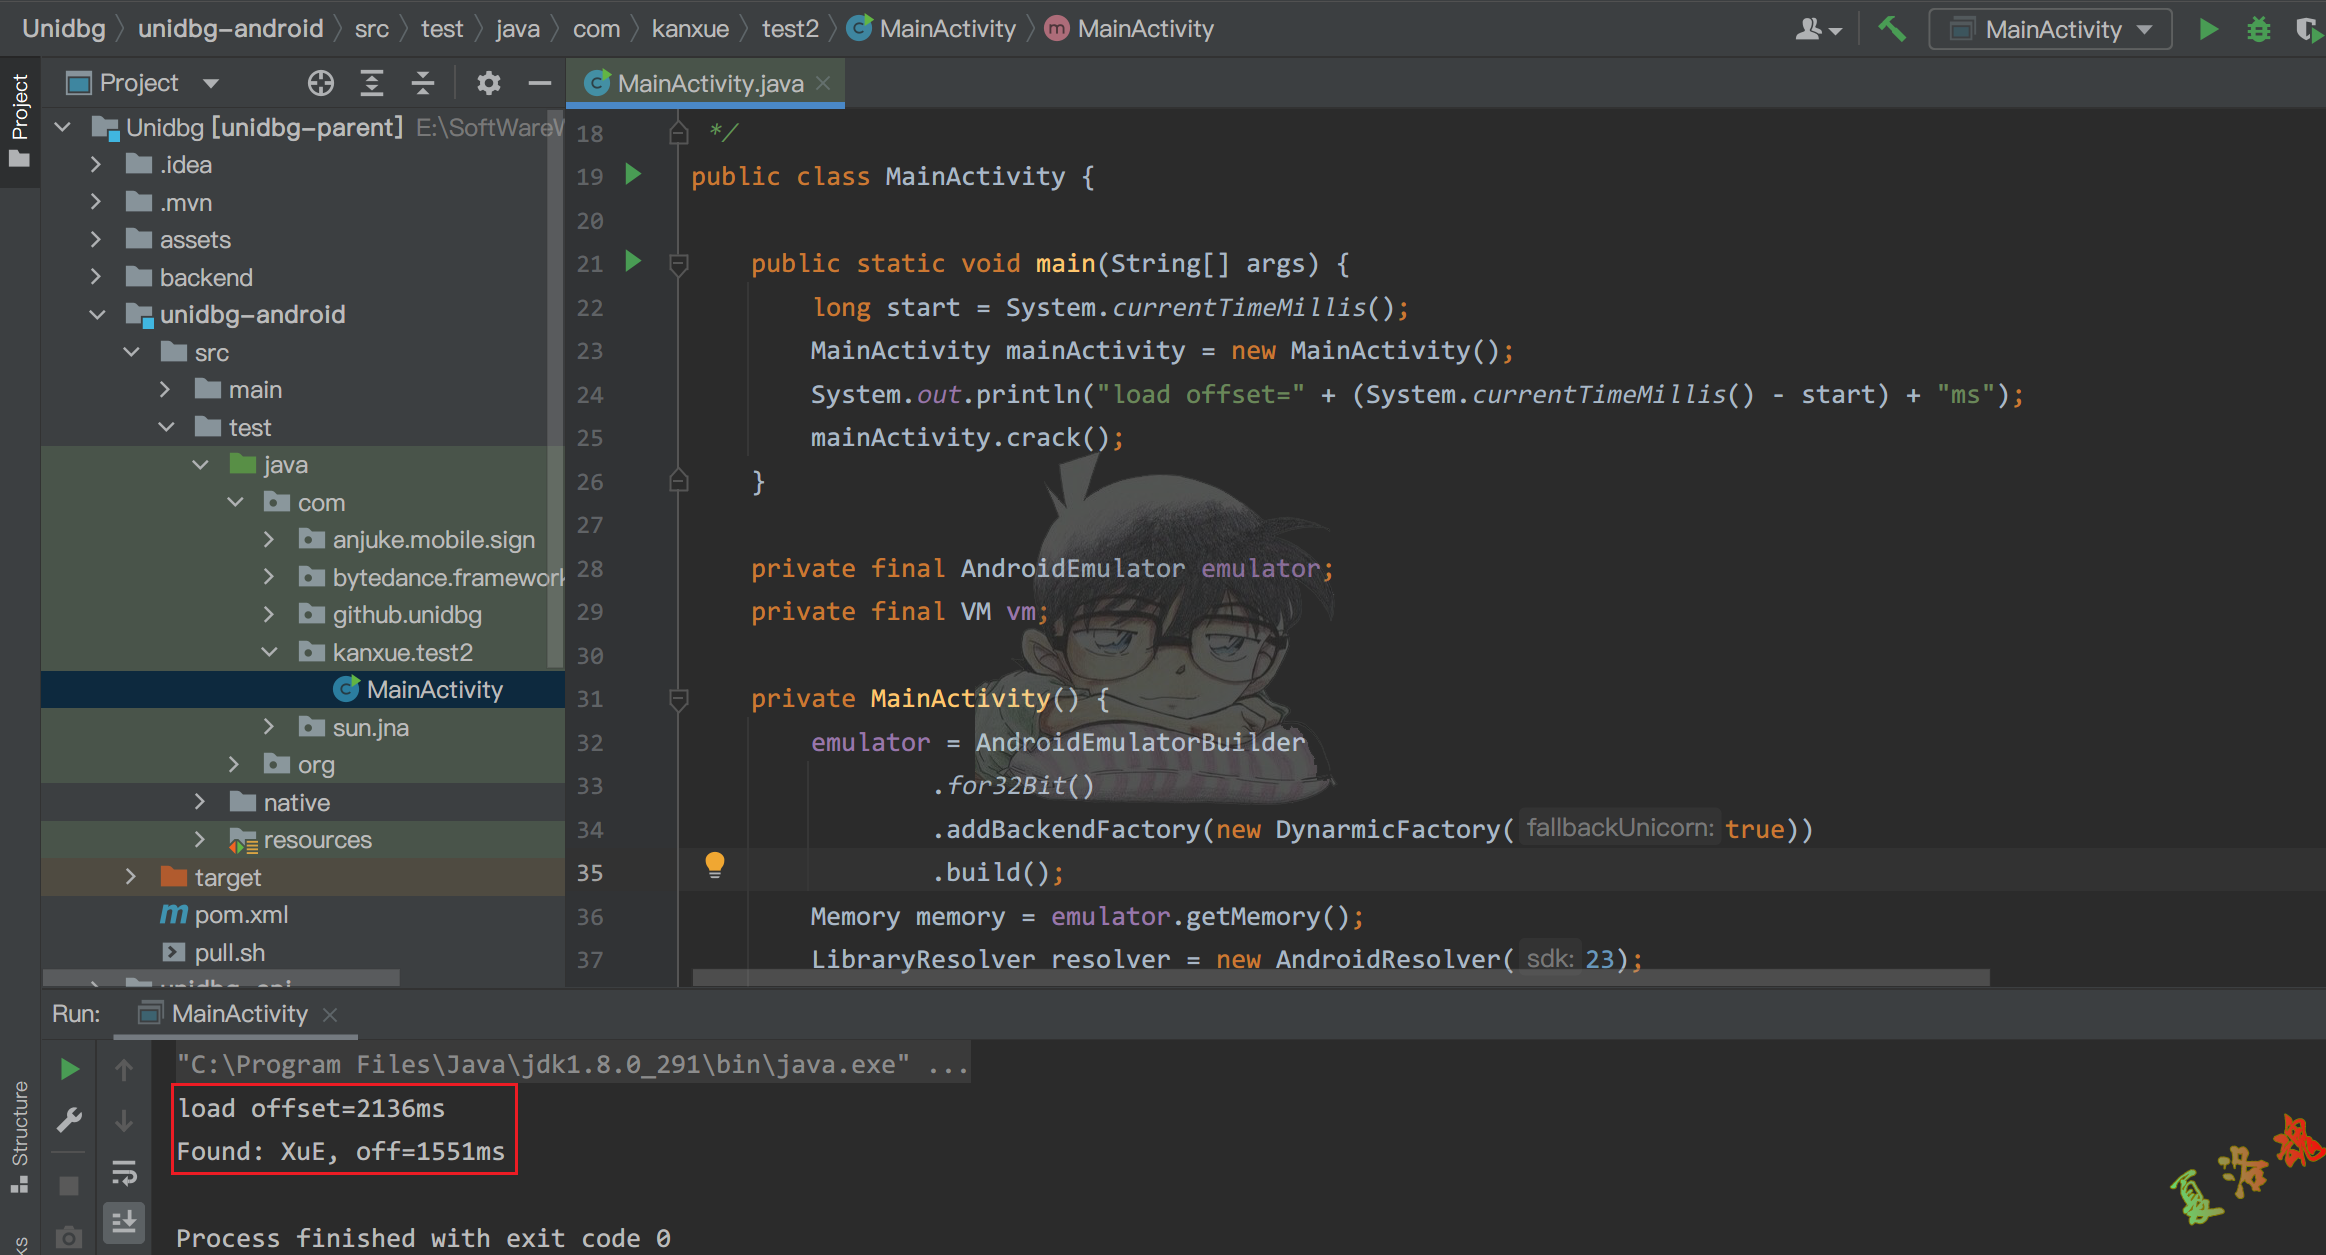 Unidbg unidbg-android src test java com kanxue test2 MainActivity MainActivity
MainActivity
Project
Project
MainActivity.java
Unidbg [unidbg-parent] E:\SoftWareW
.idea
.mvn
assets
backend
unidbg-android
src
main
test
java
com
anjuke.mobile.sign
bytedance.framework
github.unidbg
kanxue.test2
MainActivity
sun.jna
org
native
resources
target
pom.xml
pull.sh
18 */
19 public class MainActivity {
20
21 public static void main(String[] args) {
22 long start = System.currentTimeMillis();
23 MainActivity mainActivity = new MainActivity();
24 System.out.println("load offset=" + (System.currentTimeMillis() - start) + "ms");
25 mainActivity.crack();
26 }
27
28 private final AndroidEmulator emulator;
29 private final VM vm;
30
31 private MainActivity() {
32 emulator = AndroidEmulatorBuilder
33 .for32Bit()
34 .addBackendFactory(new DynarmicFactory( fallbackUnicorn: true))
35 .build();
36 Memory memory = emulator.getMemory();
37 LibraryResolver resolver = new AndroidResolver( sdk: 23);
Run: MainActivity
Structure
"C:\Program Files\Java\jdk1.8.0_291\bin\java.exe" ...
load offset=2136ms
Found: XuE, off=1551ms
Process finished with exit code 0